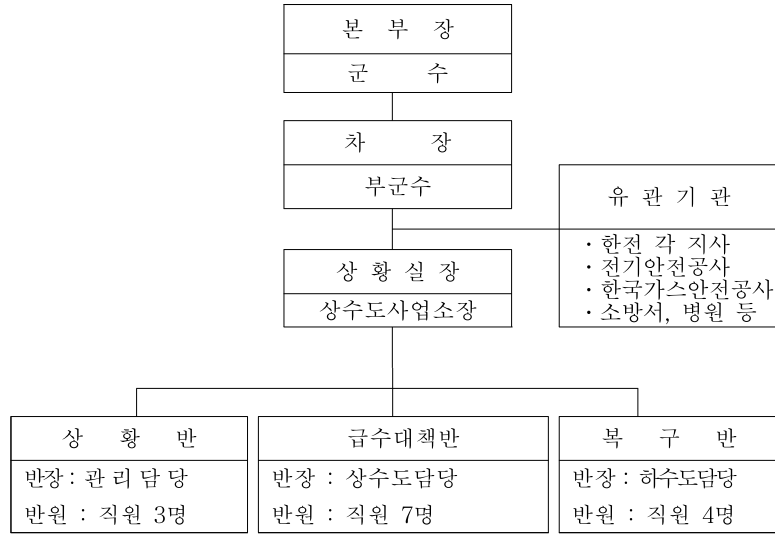 본 부 장
군 수
차 장
부군수
유 관 기 관
· 한전 각 지사
· 전기안전공사
· 한국가스안전공사
· 소방서, 병원 등
상 황 실 장
상수도사업소장
상 황 반
반장 : 관 리 담 당
반원 : 직원 3명
급수대책반
반장 : 상수도담당
반원 : 직원 7명
복 구 반
반장 : 하수도담당
반원 : 직원 4명